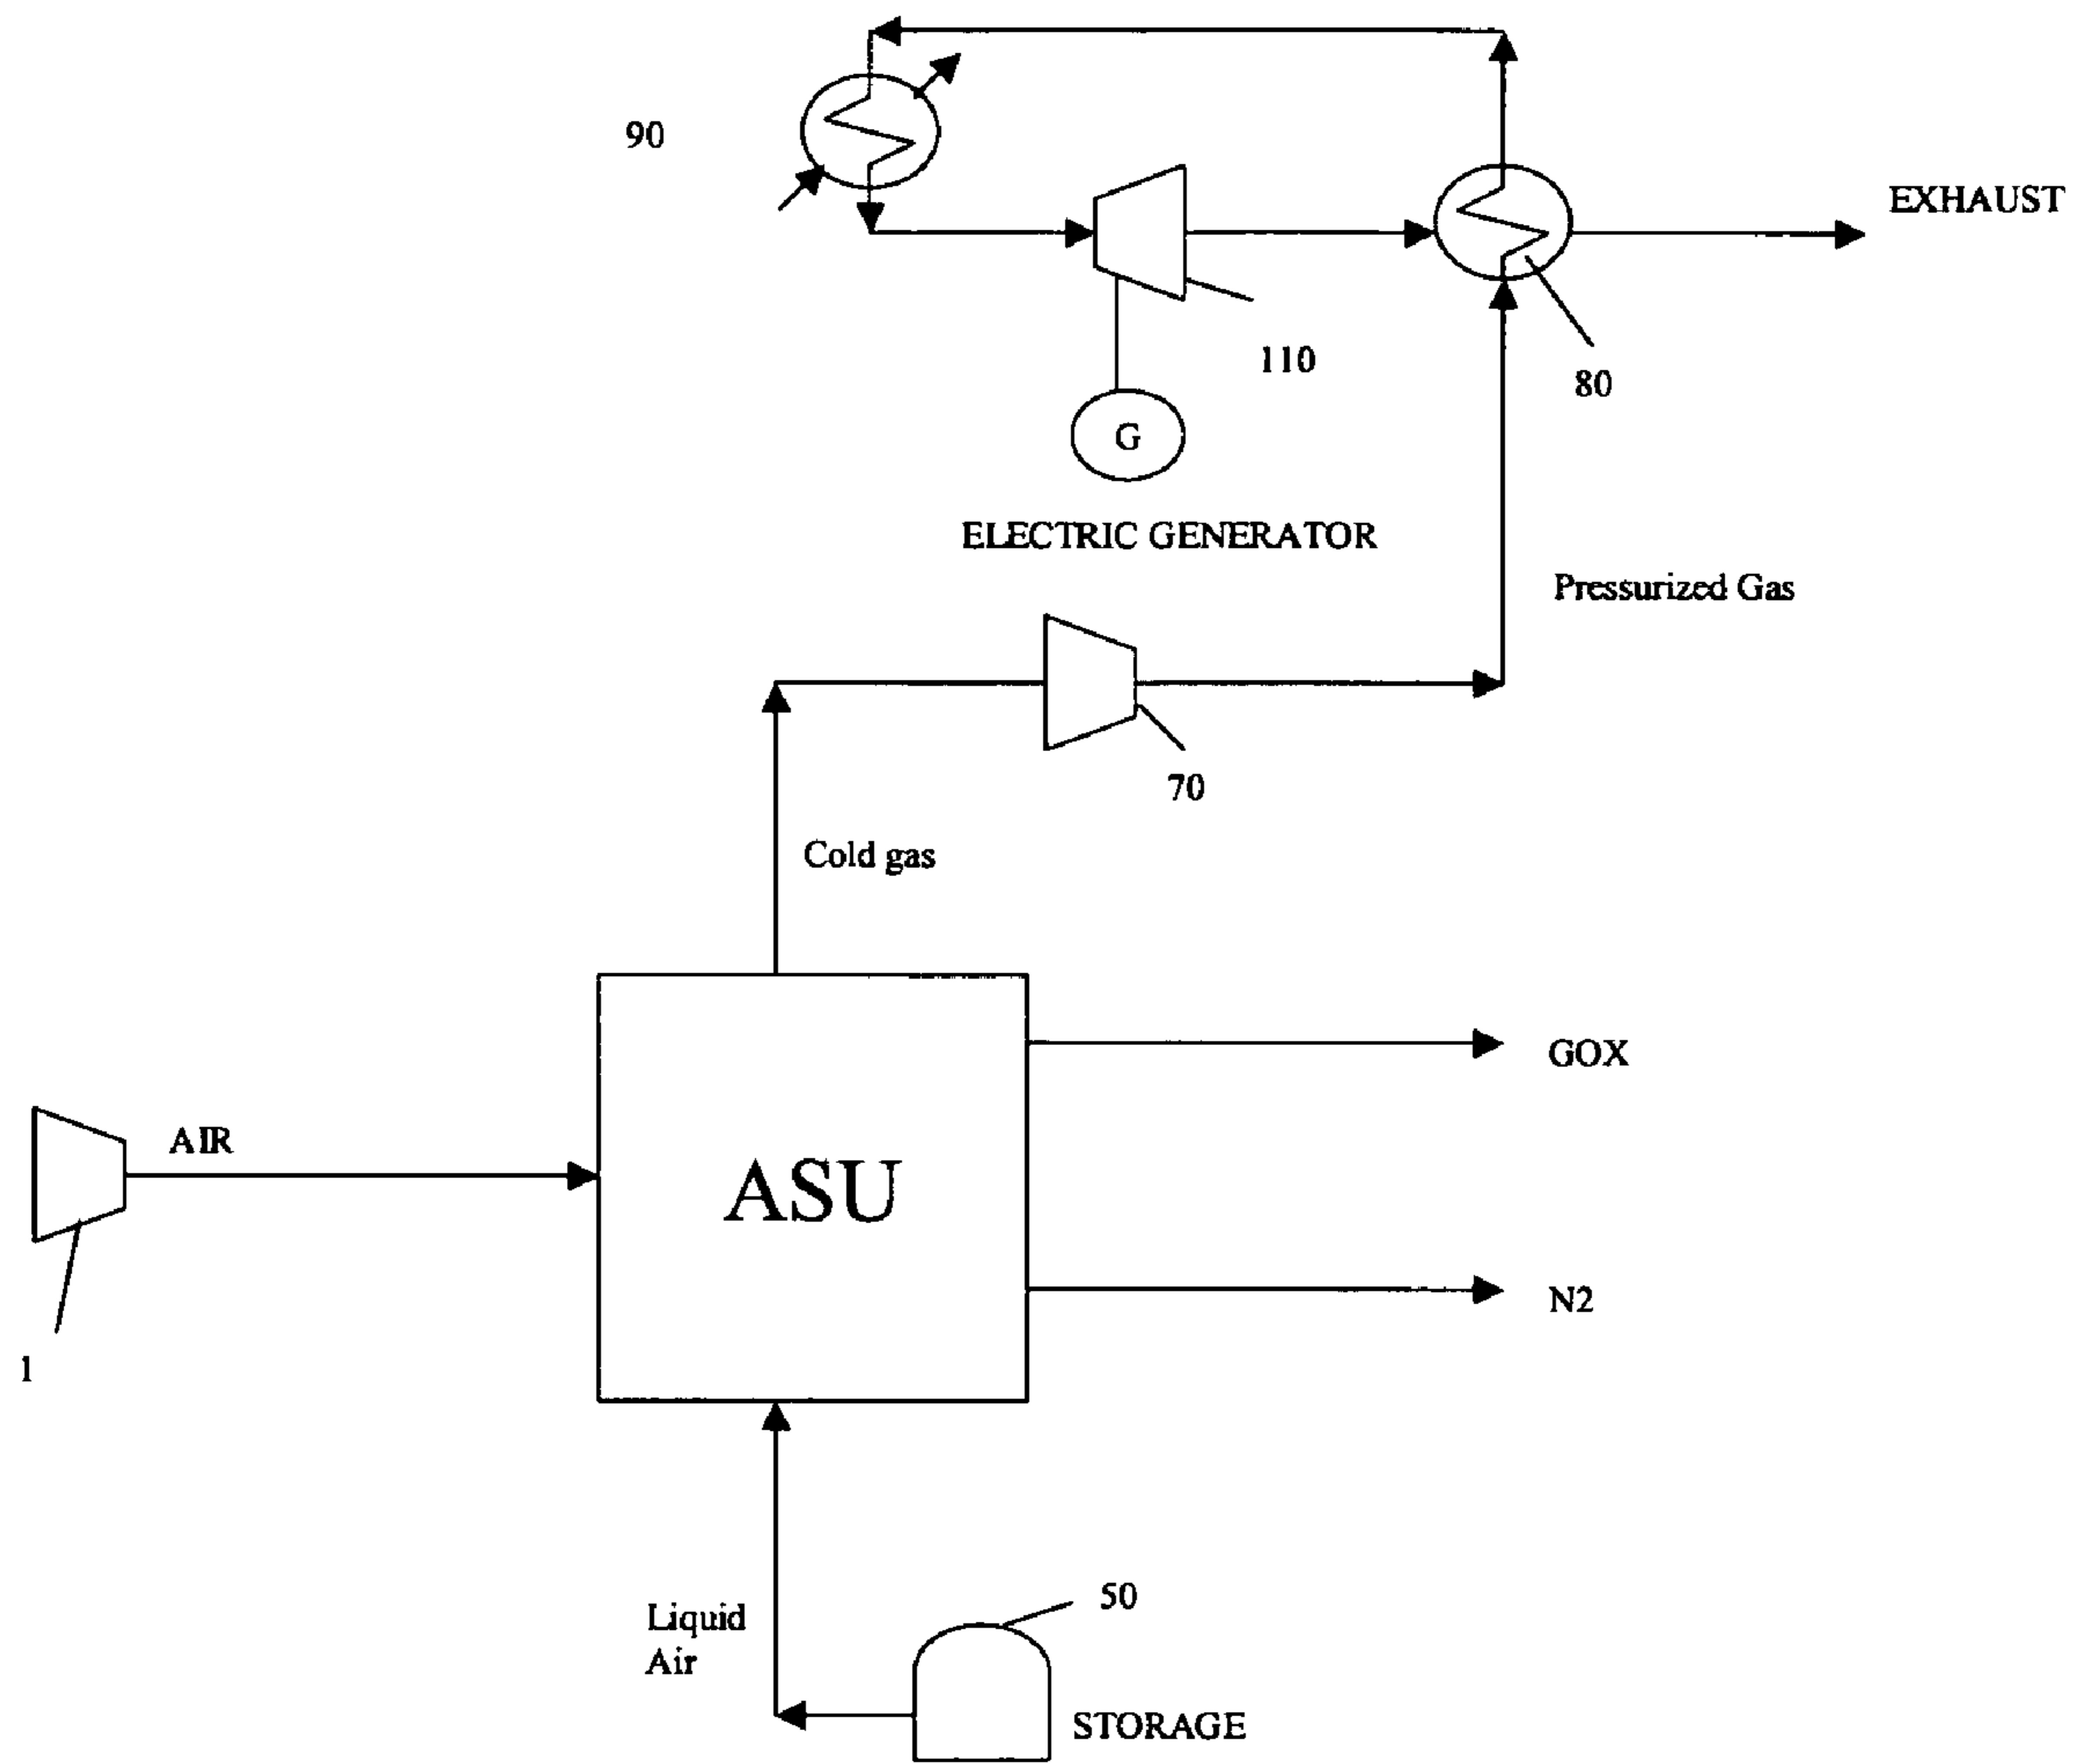 90
EXHAUST
110
80
G
ELECTRIC GENERATOR
Pressurized Gas
70
Cold gas
GOX
AIR
ASU
N2
1
50
Liquid
Air
STORAGE